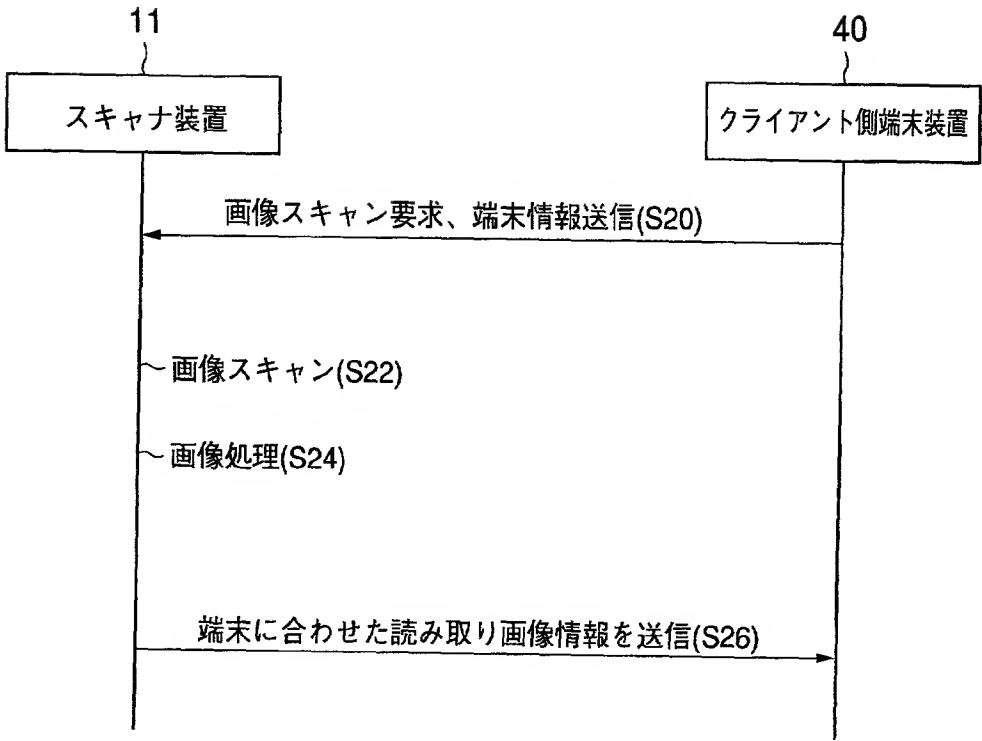 11
40
スキャナ装置
クライアント側端末装置
画像スキャン要求、端末情報送信(S20)
画像スキャン(S22)
画像処理(S24)
端末に合わせた読み取り画像情報を送信(S26)